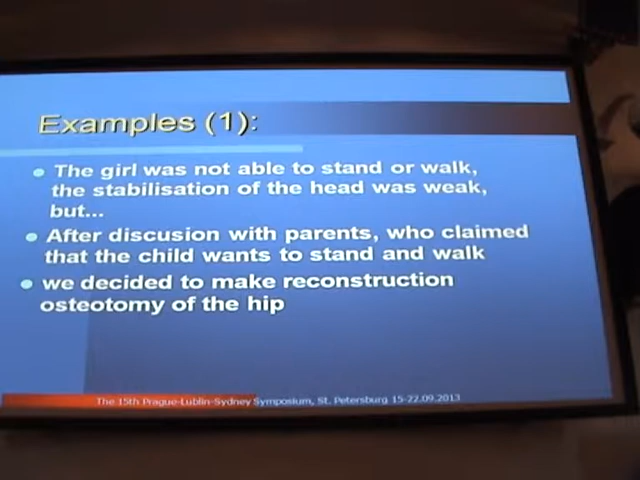 Examples (1):
The girl was not able to stand or walk,
the stabilisation of the head was weak,
but...
After discusion with parents, who claimed
that the child wants to stand and walk
we decided to make reconstruction
osteotomy of the hip
The 15th Prague-Lublin-Sydney Symposium, St. Petersburg 15-22.09.2013